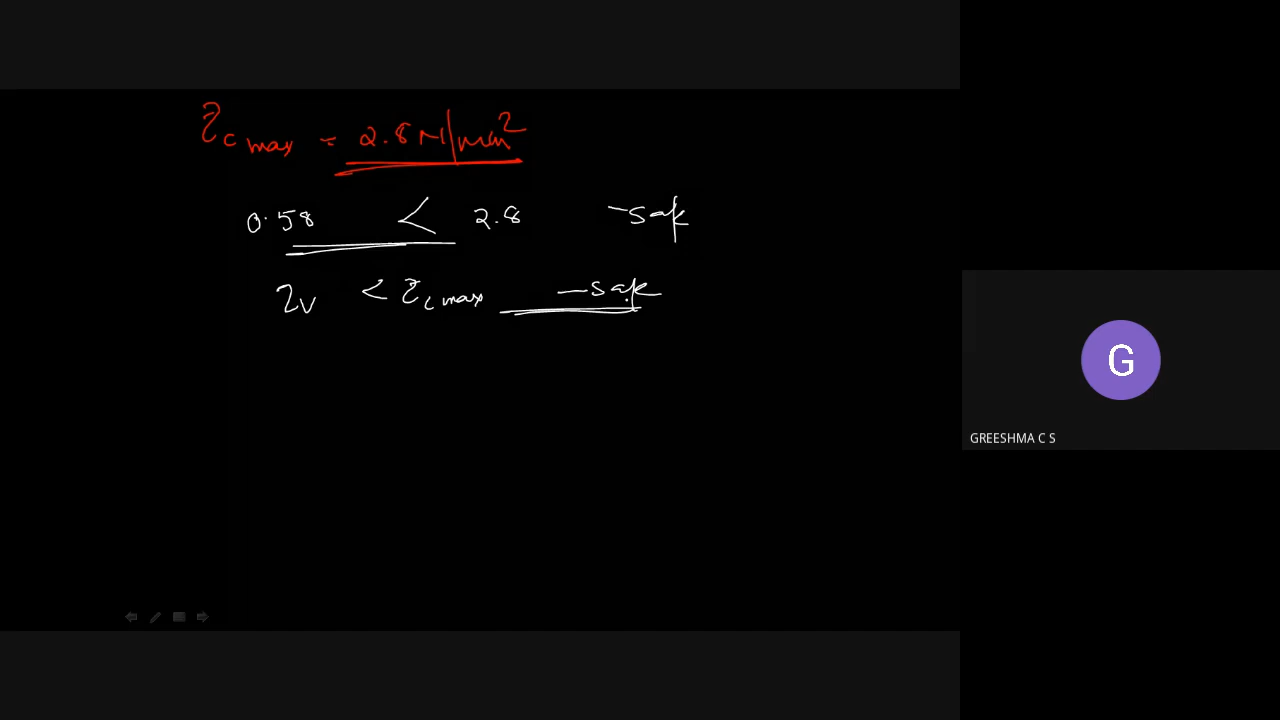 τc max = 2.8 N/mm²
0.58 < 2.8 - safe
τv < τc max - safe
G
GREESHMA C S